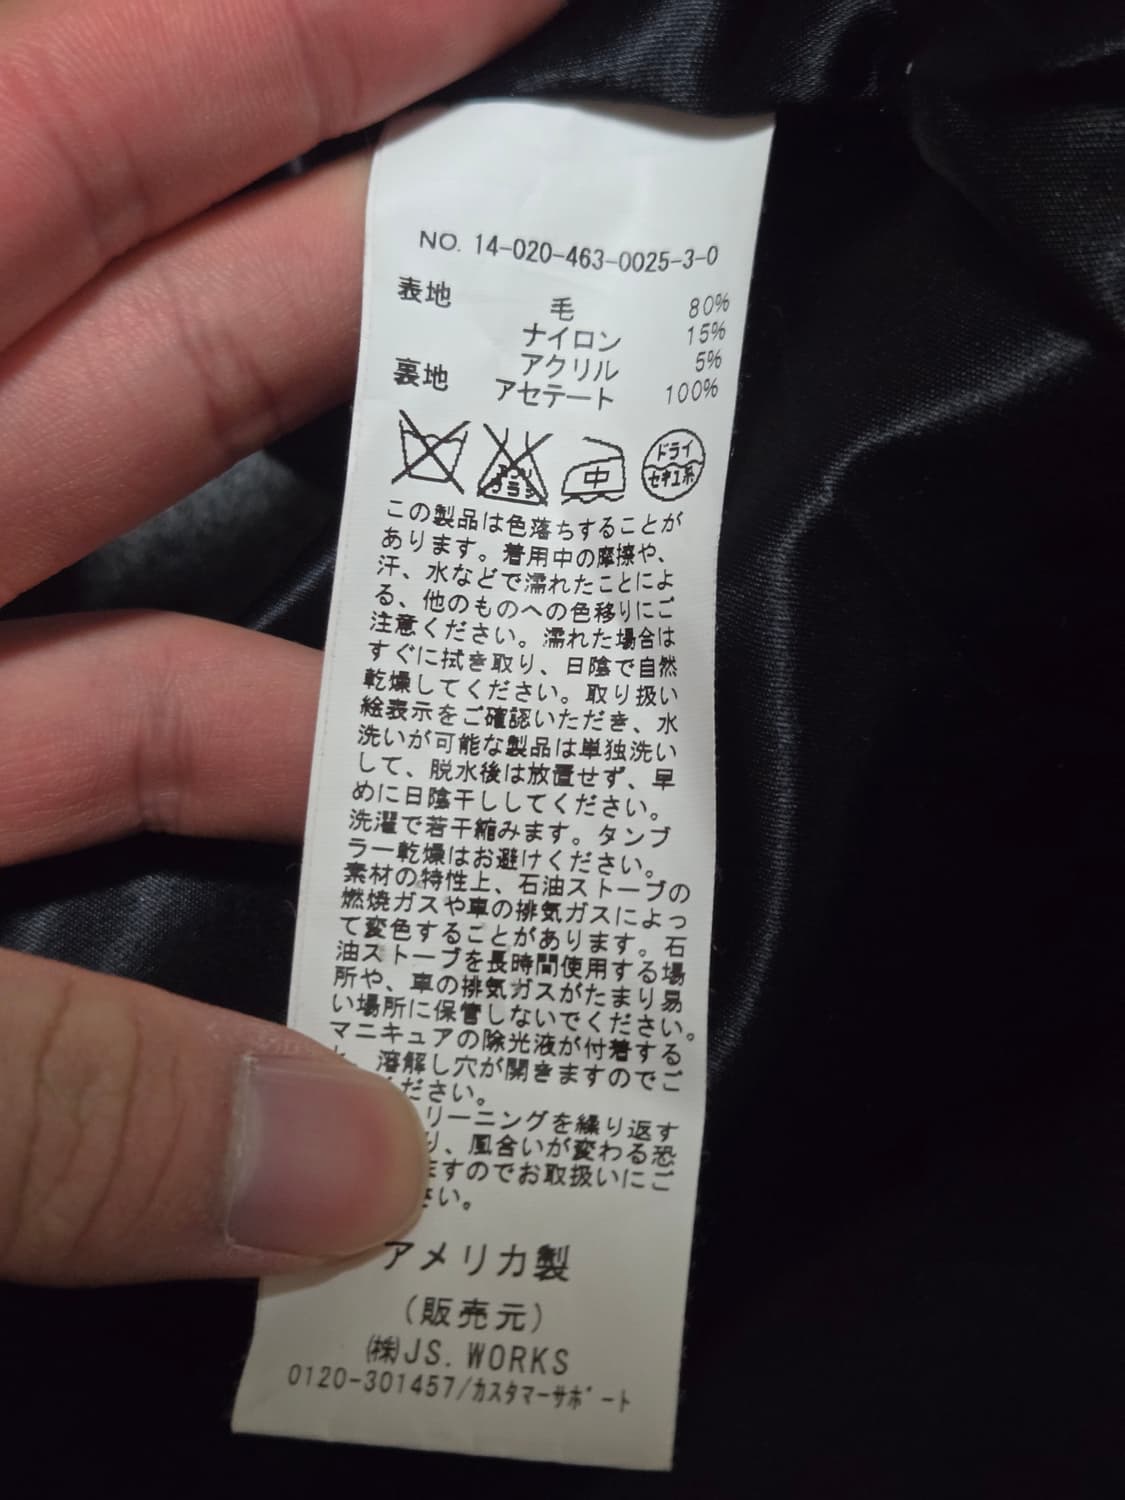 NO. 14-020-463-0025-3-0
表地 毛 80%
ナイロン 15%
アクリル 5%
裏地 アセテート 100%
エンソ
サラシ
中
ドライ
セキユ系
この製品は色落ちすることが
あります。着用中の摩擦や、
汗、水などで濡れたことによ
る、他のものへの色移りにご
注意ください。濡れた場合は
すぐに拭き取り、日陰で自然
乾燥してください。取り扱い
絵表示をご確認いただき、水
洗いが可能な製品は単独洗い
して、脱水後は放置せず、早
めに日陰干ししてください。
洗濯で若干縮みます。タンブ
ラー乾燥はお避けください。
素材の特性上、石油ストーブの
燃焼ガスや車の排気ガスによっ
て変色することがあります。石
油ストーブを長時間使用する場
所や、車の排気ガスがたまり易
い場所に保管しないでください。
マニキュアの除光液が付着する
と、溶解し穴が開きますのでご
ください。
リーニングを繰り返す
り、風合いが変わる恐
ますのでお取扱いにご
さい。
アメリカ製
(販売元)
㈱JS. WORKS
0120-301457/カスタマーサポート